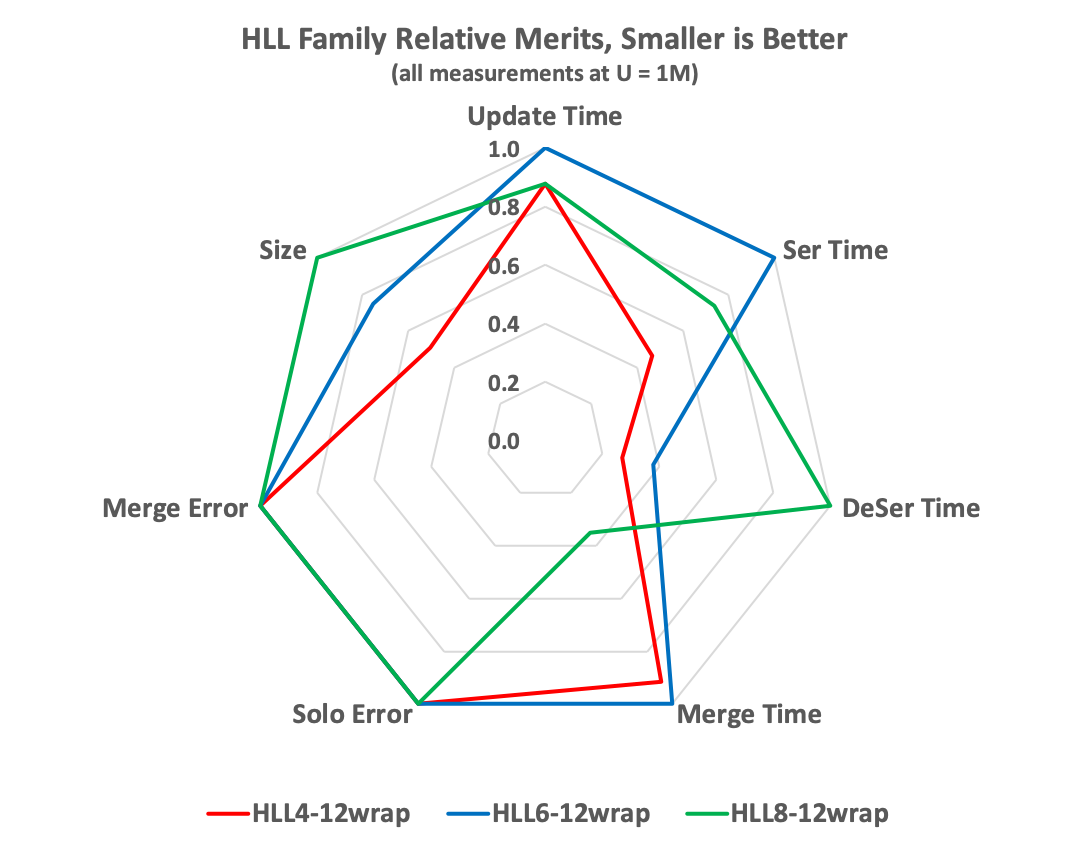 HLL Family Relative Merits, Smaller is Better
(all measurements at U = 1M)
Update Time
1.0
0.8
Size
Ser Time
0.6
0.4
0.2
0.0
Merge Error
DeSer Time
Solo Error
Merge Time
HLL4-12wrap HLL6-12wrap HLL8-12wrap